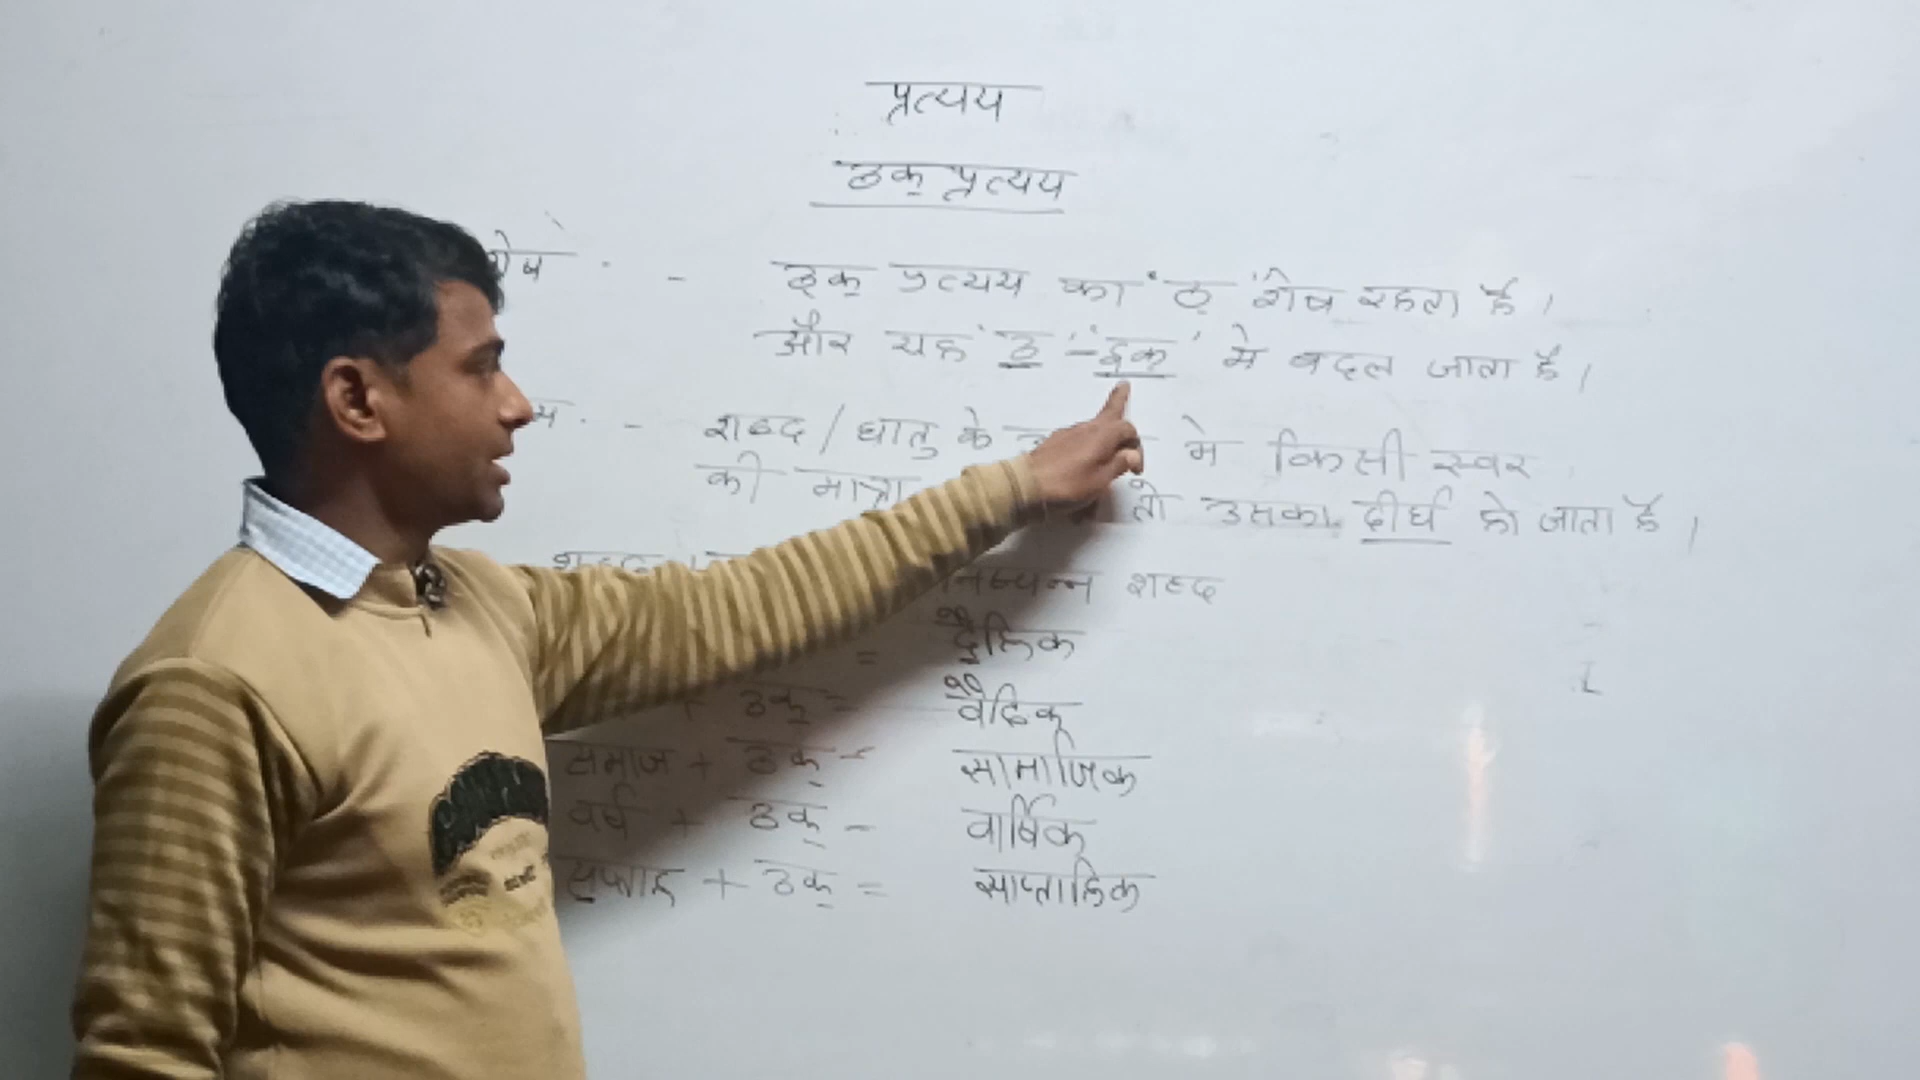 प्रत्यय
ठक् प्रत्यय
शेष - ठक् प्रत्यय का 'ठ' शेष रहता है।
और यह 'ठ'-'इक' मे बदल जाता है।
- शब्द / धातु के मे किसी स्वर
की मात्रा तो उसका दीर्घ हो जाता है।
शब्द निष्पन्न शब्द
=
+ ठक् = वैदिक
समाज + ठक् = सामाजिक
वर्ष + ठक् = वार्षिक
सप्ताह + ठक् = साप्ताहिक